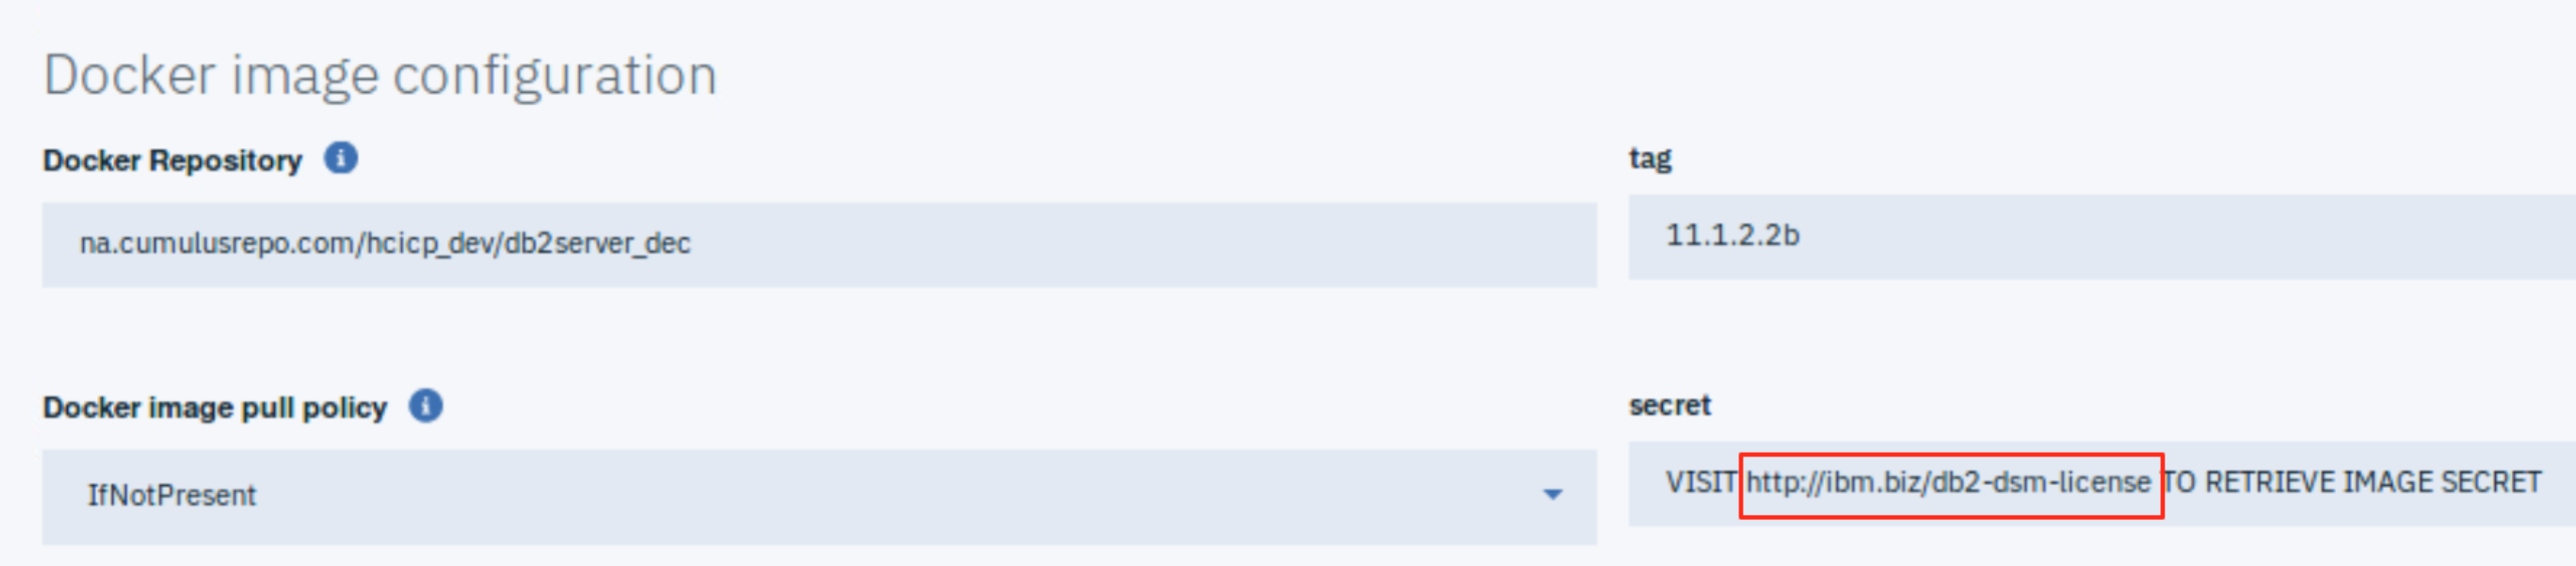 Docker image configuration
Docker Repository
tag
na.cumulusrepo.com/hcicp_dev/db2server_dec
11.1.2.2b
Docker image pull policy
secret
IfNotPresent
VISIT http://ibm.biz/db2-dsm-license TO RETRIEVE IMAGE SECRET